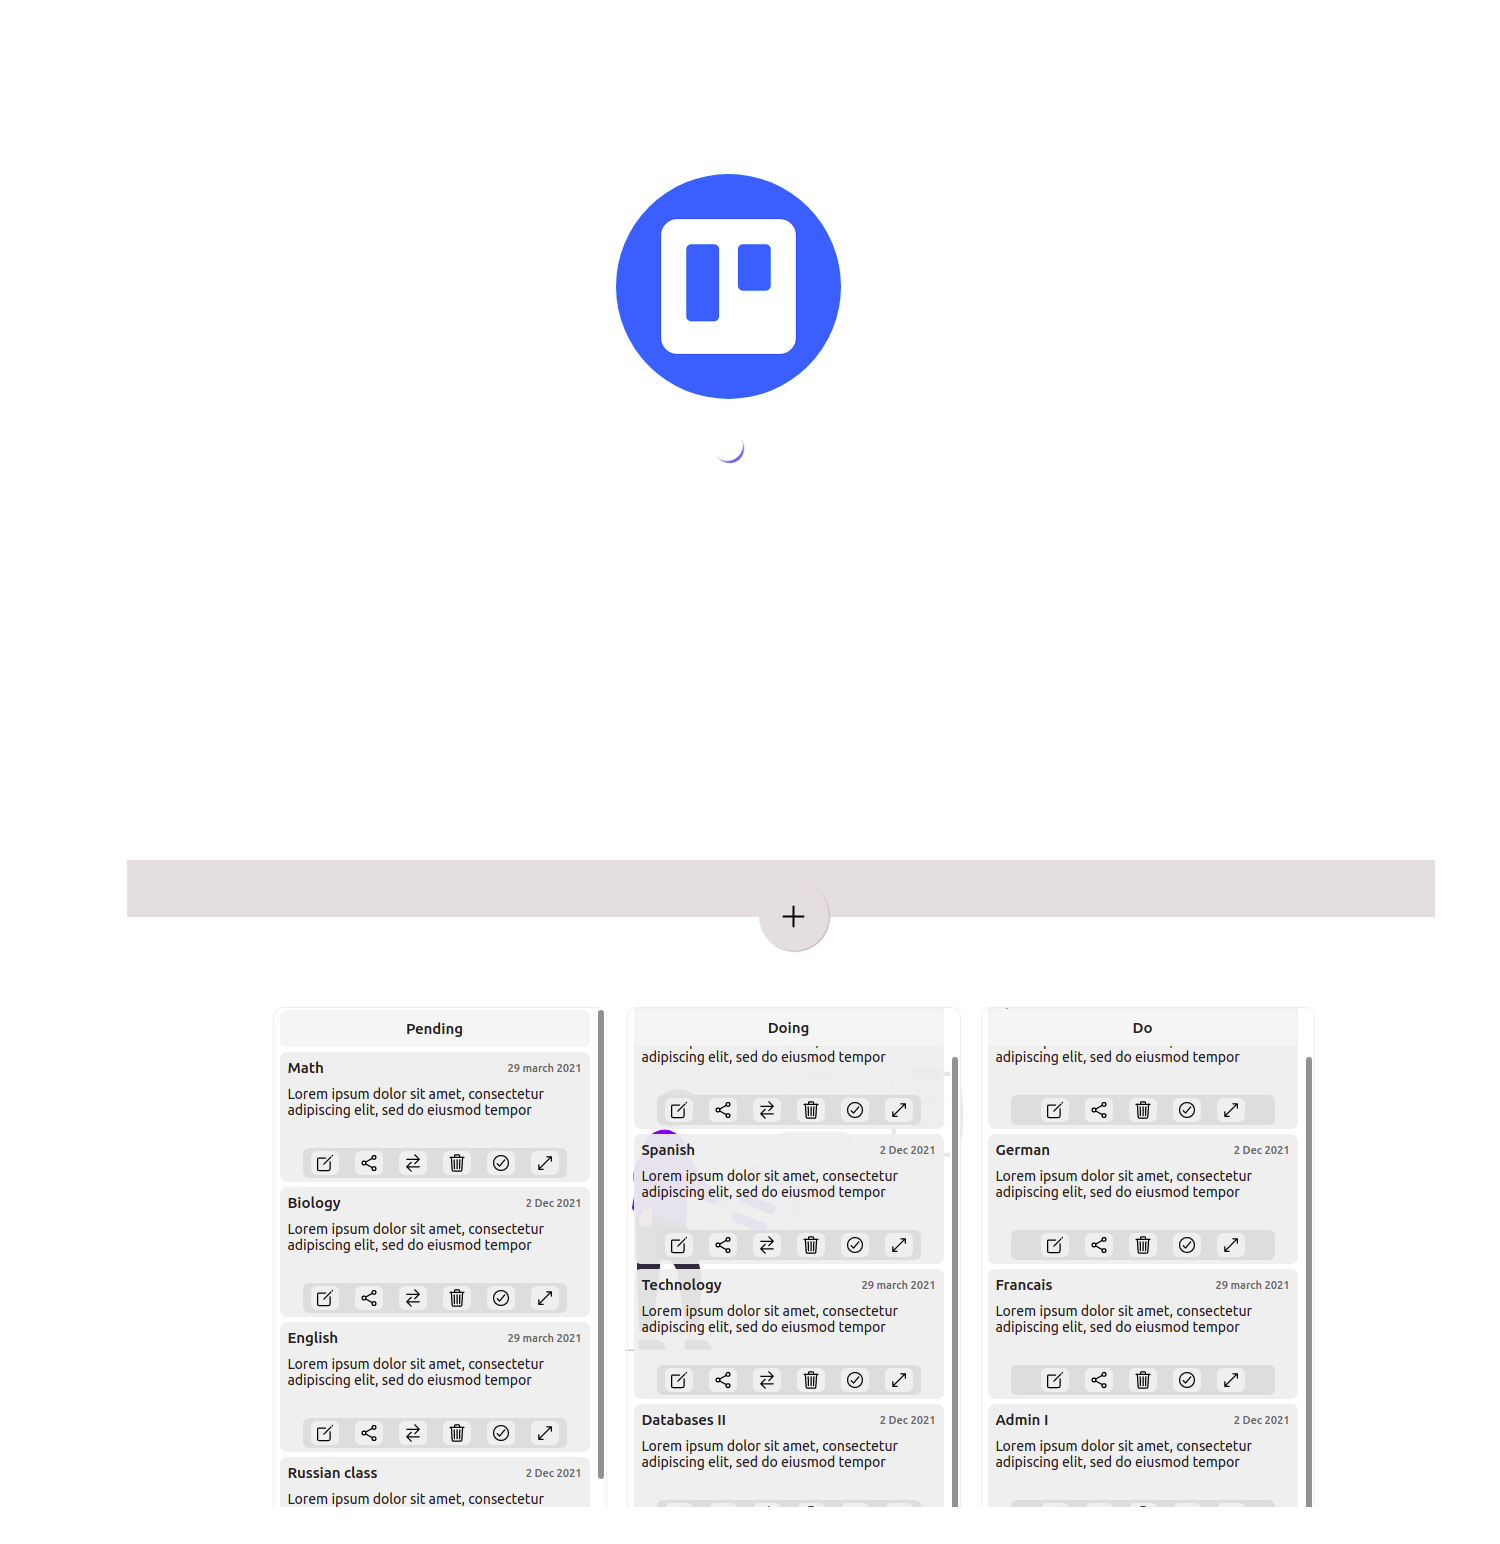 Pending
Math 29 march 2021
Lorem ipsum dolor sit amet, consectetur
adipiscing elit, sed do eiusmod tempor
Biology 2 Dec 2021
Lorem ipsum dolor sit amet, consectetur
adipiscing elit, sed do eiusmod tempor
English 29 march 2021
Lorem ipsum dolor sit amet, consectetur
adipiscing elit, sed do eiusmod tempor
Russian class 2 Dec 2021
Lorem ipsum dolor sit amet, consectetur
Doing
adipiscing elit, sed do eiusmod tempor
Spanish 2 Dec 2021
Lorem ipsum dolor sit amet, consectetur
adipiscing elit, sed do eiusmod tempor
Technology 29 march 2021
Lorem ipsum dolor sit amet, consectetur
adipiscing elit, sed do eiusmod tempor
Databases II 2 Dec 2021
Lorem ipsum dolor sit amet, consectetur
adipiscing elit, sed do eiusmod tempor
Do
adipiscing elit, sed do eiusmod tempor
German 2 Dec 2021
Lorem ipsum dolor sit amet, consectetur
adipiscing elit, sed do eiusmod tempor
Francais 29 march 2021
Lorem ipsum dolor sit amet, consectetur
adipiscing elit, sed do eiusmod tempor
Admin I 2 Dec 2021
Lorem ipsum dolor sit amet, consectetur
adipiscing elit, sed do eiusmod tempor